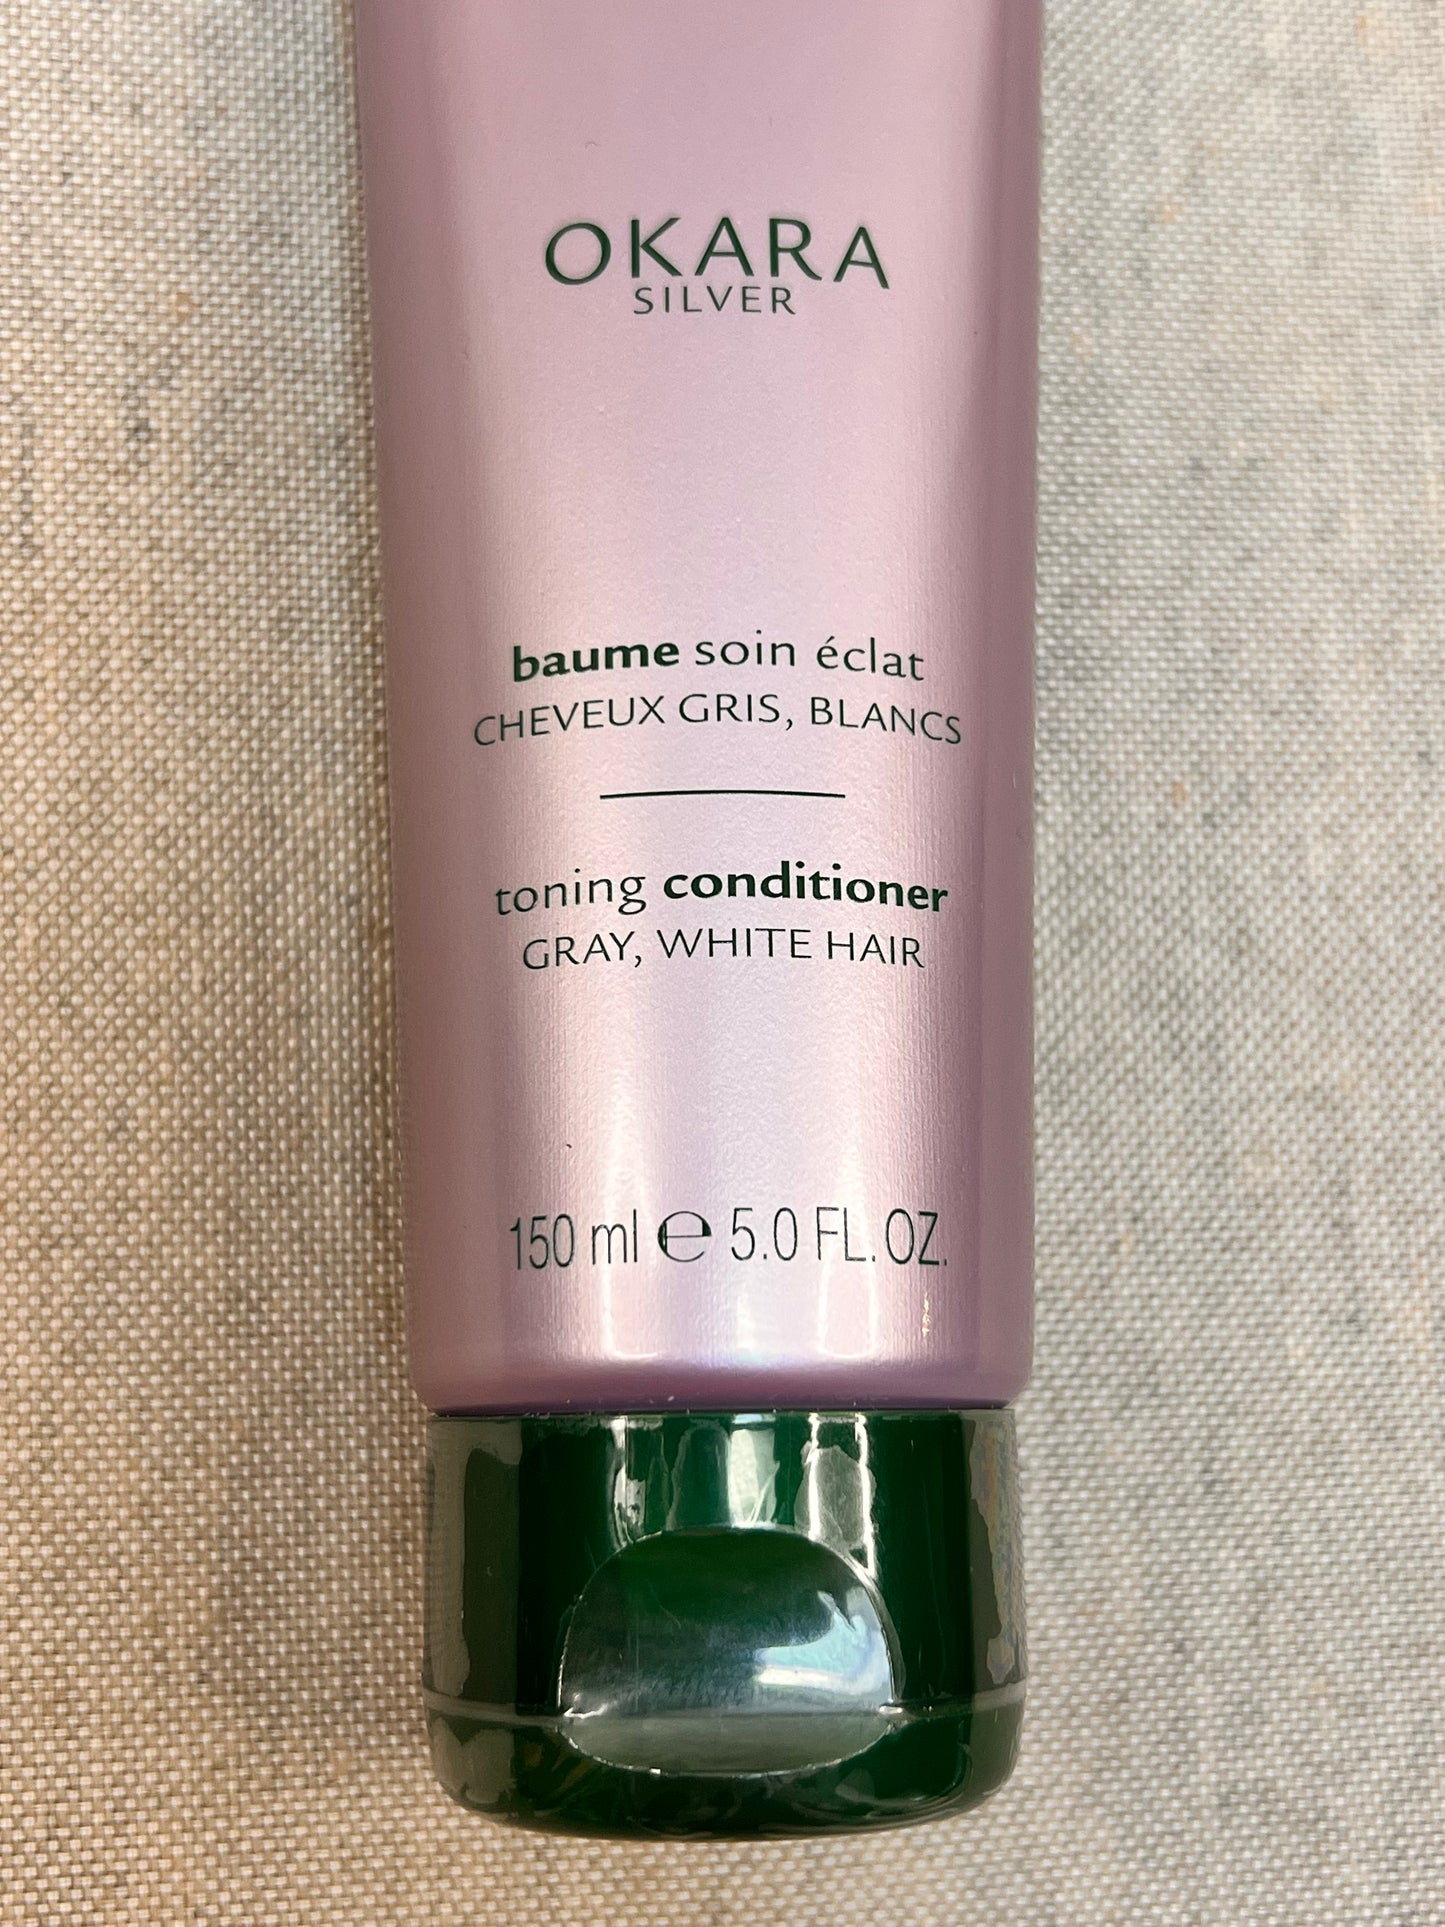 OKARA
SILVER
baume soin éclat
CHEVEUX GRIS, BLANCS
toning conditioner
GRAY, WHITE HAIR
150 ml ℮ 5.0 FL. OZ.